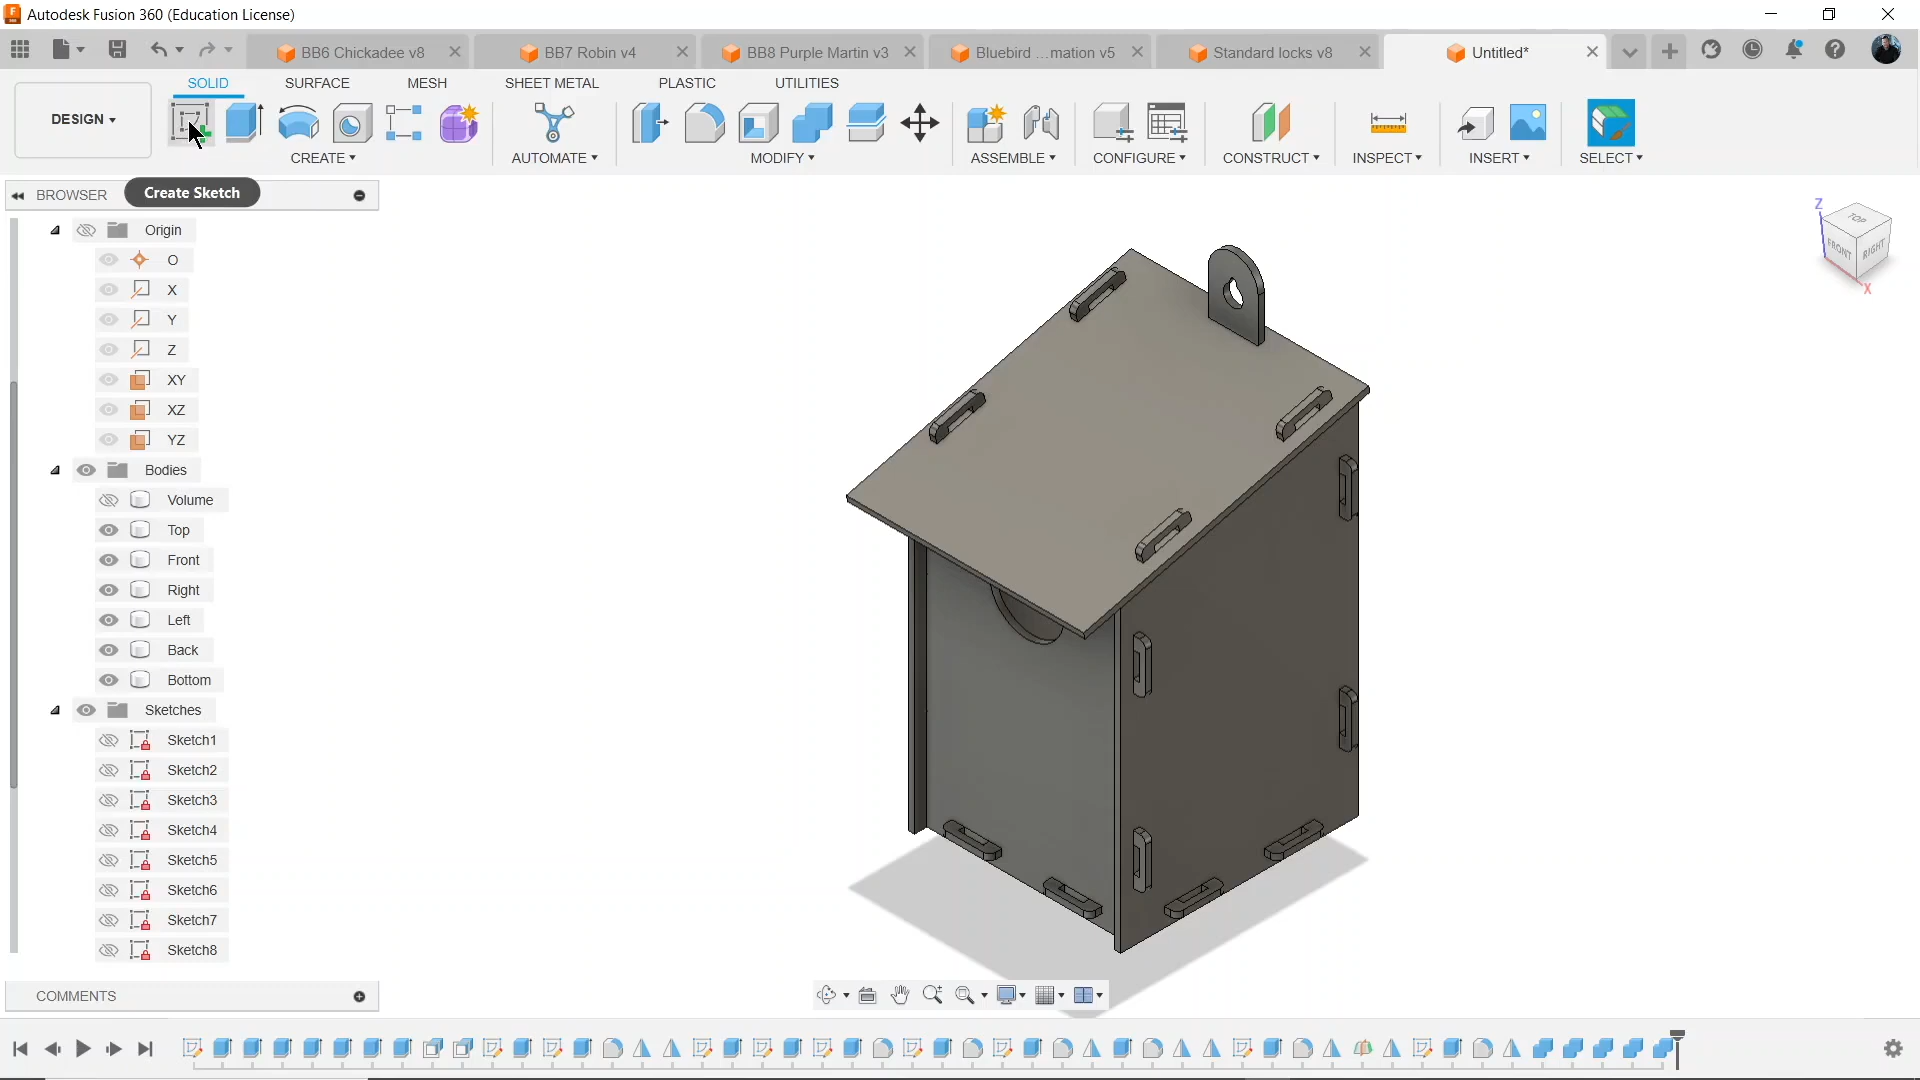 Autodesk Fusion 360 (Education License)
BB6 Chickadee v8
BB7 Robin v4
BB8 Purple Martin v3
Bluebird ...mation v5
Standard locks v8
Untitled*
SOLID
SURFACE
MESH
SHEET METAL
PLASTIC
UTILITIES
DESIGN
CREATE
AUTOMATE
MODIFY
ASSEMBLE
CONFIGURE
CONSTRUCT
INSPECT
INSERT
SELECT
BROWSER
Create Sketch
Origin
O
X
Y
Z
XY
XZ
YZ
Bodies
Volume
Top
Front
Right
Left
Back
Bottom
Sketches
Sketch1
Sketch2
Sketch3
Sketch4
Sketch5
Sketch6
Sketch7
Sketch8
COMMENTS
Z
TOP
FRONT
RIGHT
X